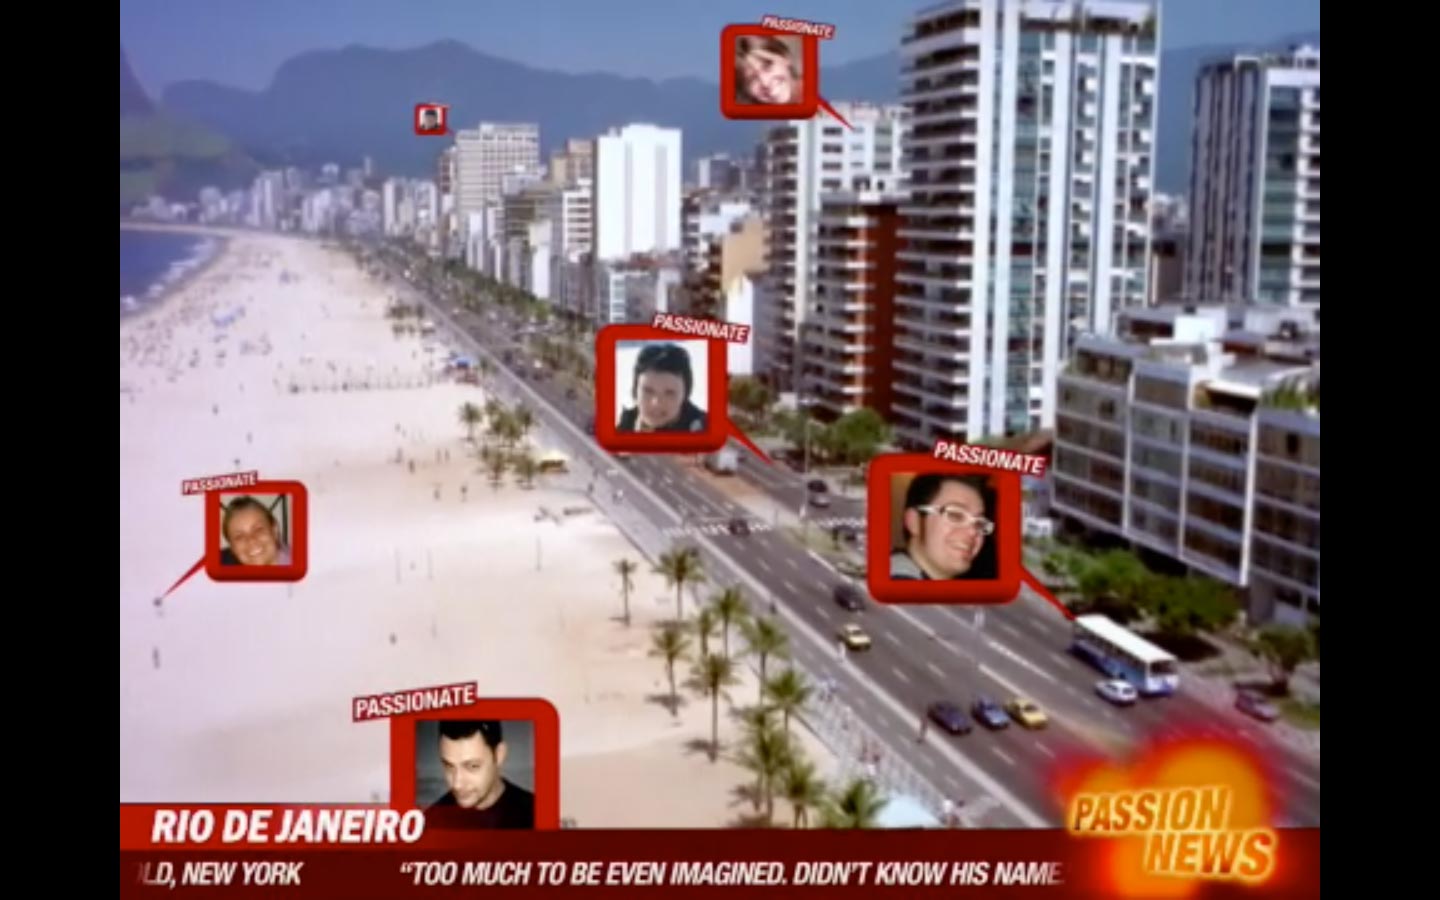 PASSIONATE
PASSIONATE
PASSIONATE
PASSIONATE
PASSIONATE
RIO DE JANEIRO
PASSION
NEWS
NEW YORK
“TOO MUCH TO BE EVEN IMAGINED. DIDN'T KNOW HIS NAME